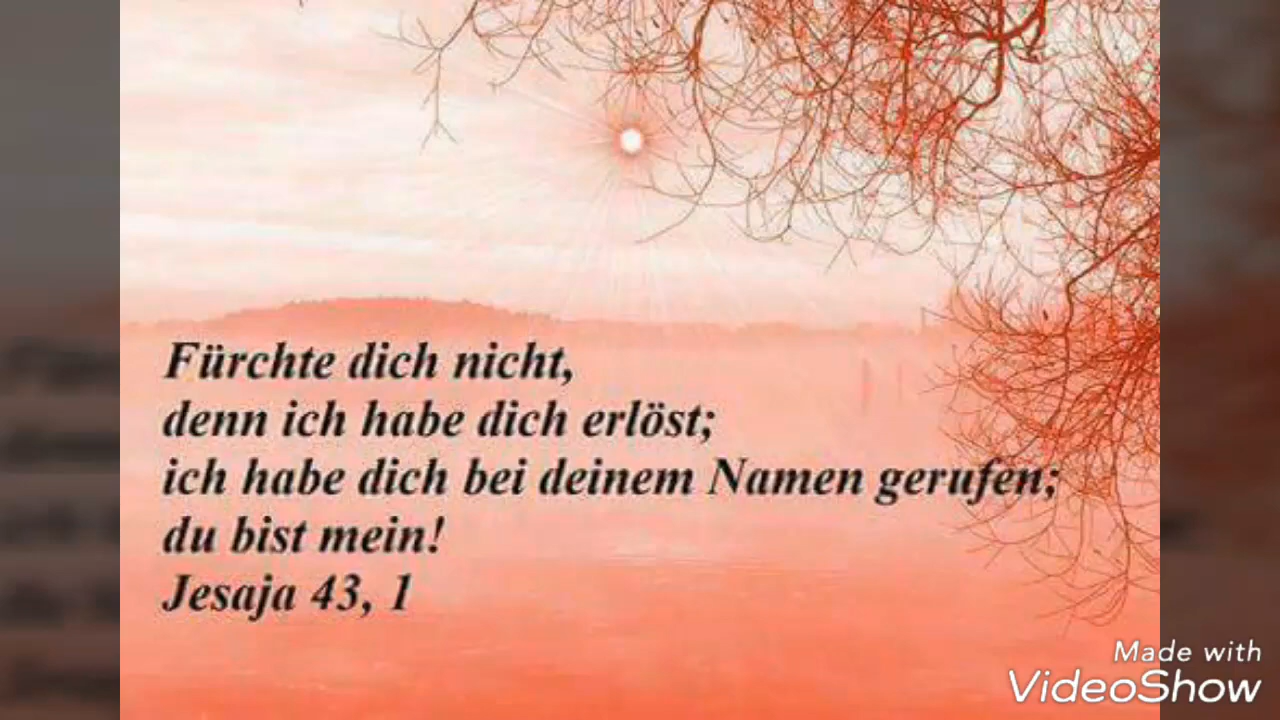 Fürchte dich nicht,
denn ich habe dich erlöst;
ich habe dich bei deinem Namen gerufen;
du bist mein!
Jesaja 43, 1
Made with
VideoShow